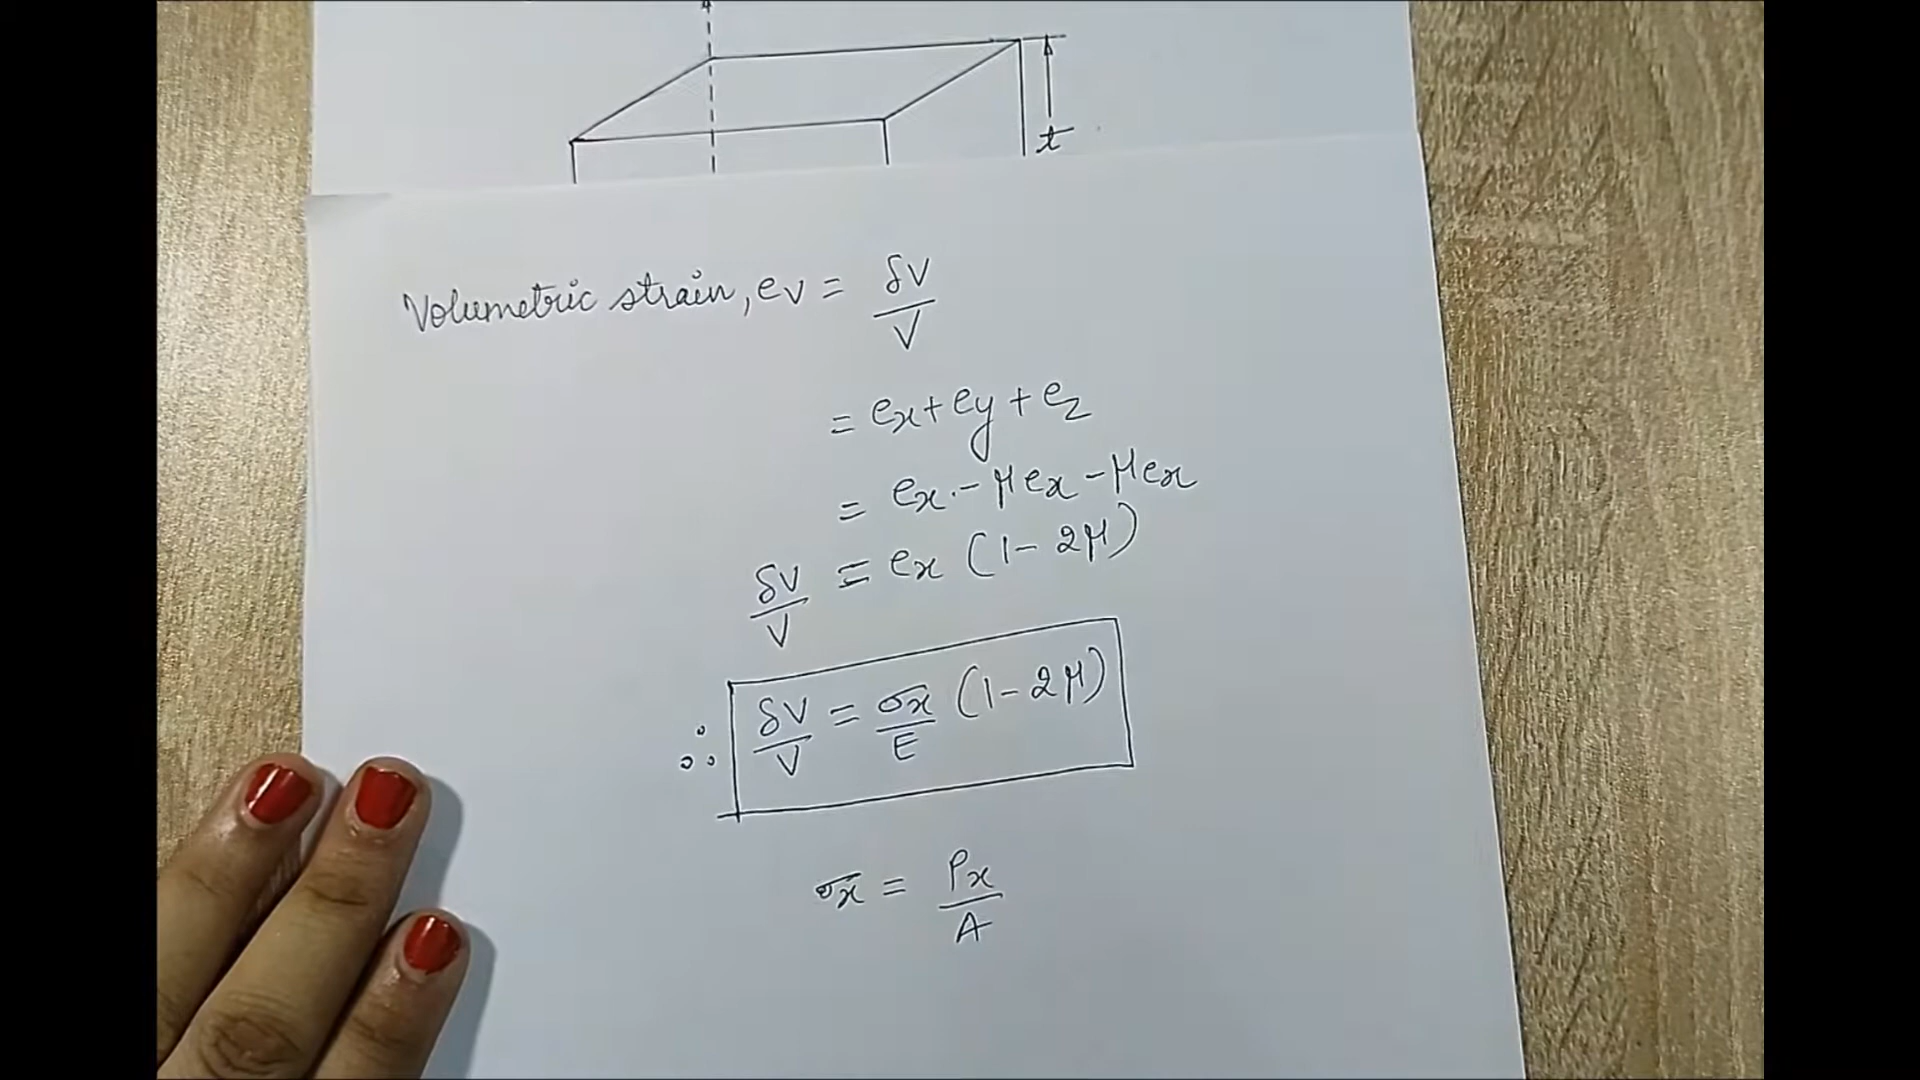 t
Volumetric strain, ev = δV/V
= ex + ey + ez
= ex - μex - μex
δV/V = ex (1 - 2μ)
∴ δV/V = σx/E (1 - 2μ)
σx = Px/A